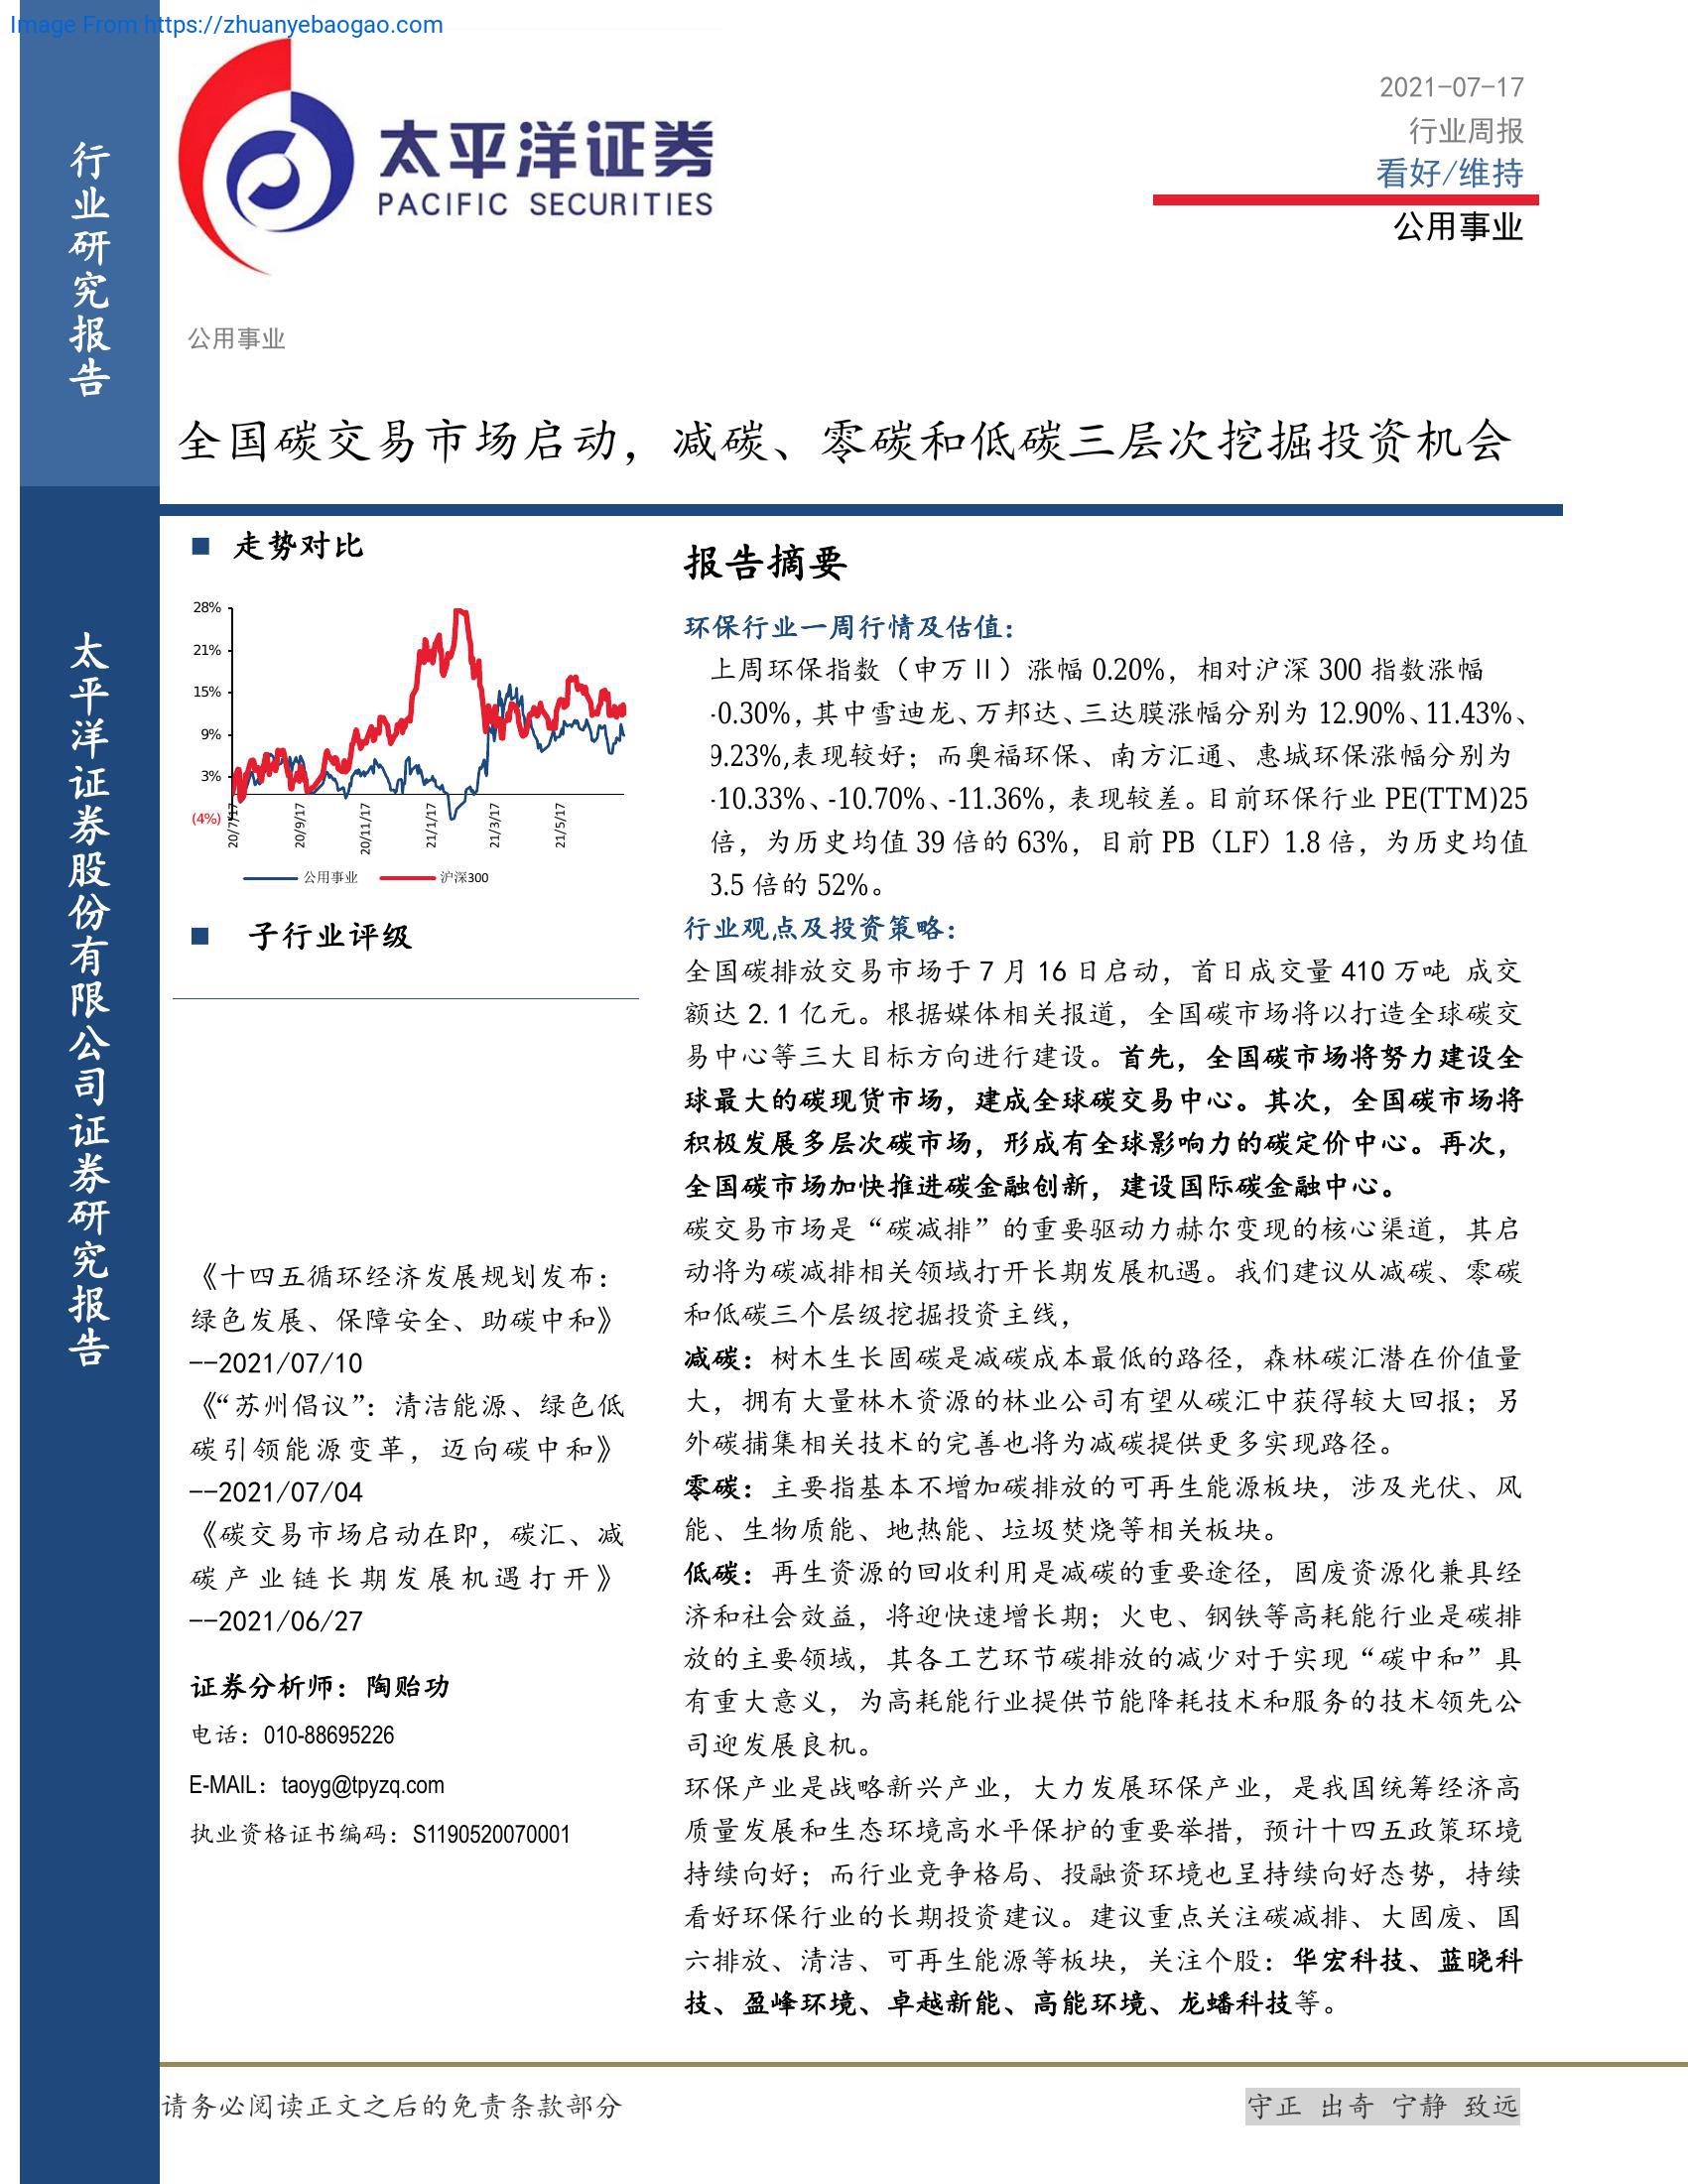 Image From https://zhuanyebaogao.com
行业研究报告
太平洋证券股份有限公司证券研究报告
太平洋证券
PACIFIC SECURITIES
2021-07-17
行业周报
看好/维持
公用事业
公用事业
全国碳交易市场启动，减碳、零碳和低碳三层次挖掘投资机会
■ 走势对比
28%
21%
15%
9%
3%
(4%)
20/7/17
20/9/17
20/11/17
21/1/17
21/3/17
21/5/17
公用事业 沪深300
■ 子行业评级
《十四五循环经济发展规划发布：
绿色发展、保障安全、助碳中和》
--2021/07/10
《“苏州倡议”：清洁能源、绿色低
碳引领能源变革，迈向碳中和》
--2021/07/04
《碳交易市场启动在即，碳汇、减
碳产业链长期发展机遇打开》
--2021/06/27
证券分析师：陶贻功
电话：010-88695226
E-MAIL：taoyg@tpyzq.com
执业资格证书编码：S1190520070001
报告摘要
环保行业一周行情及估值：
上周环保指数（申万Ⅱ）涨幅 0.20%，相对沪深 300 指数涨幅
-0.30%，其中雪迪龙、万邦达、三达膜涨幅分别为 12.90%、11.43%、
9.23%,表现较好；而奥福环保、南方汇通、惠城环保涨幅分别为
-10.33%、-10.70%、-11.36%，表现较差。目前环保行业 PE(TTM)25
倍，为历史均值 39 倍的 63%，目前 PB（LF）1.8 倍，为历史均值
3.5 倍的 52%。
行业观点及投资策略：
全国碳排放交易市场于 7 月 16 日启动，首日成交量 410 万吨 成交
额达 2.1 亿元。根据媒体相关报道，全国碳市场将以打造全球碳交
易中心等三大目标方向进行建设。首先，全国碳市场将努力建设全
球最大的碳现货市场，建成全球碳交易中心。其次，全国碳市场将
积极发展多层次碳市场，形成有全球影响力的碳定价中心。再次，
全国碳市场加快推进碳金融创新，建设国际碳金融中心。
碳交易市场是“碳减排”的重要驱动力赫尔变现的核心渠道，其启
动将为碳减排相关领域打开长期发展机遇。我们建议从减碳、零碳
和低碳三个层级挖掘投资主线，
减碳：树木生长固碳是减碳成本最低的路径，森林碳汇潜在价值量
大，拥有大量林木资源的林业公司有望从碳汇中获得较大回报；另
外碳捕集相关技术的完善也将为减碳提供更多实现路径。
零碳：主要指基本不增加碳排放的可再生能源板块，涉及光伏、风
能、生物质能、地热能、垃圾焚烧等相关板块。
低碳：再生资源的回收利用是减碳的重要途径，固废资源化兼具经
济和社会效益，将迎快速增长期；火电、钢铁等高耗能行业是碳排
放的主要领域，其各工艺环节碳排放的减少对于实现“碳中和”具
有重大意义，为高耗能行业提供节能降耗技术和服务的技术领先公
司迎发展良机。
环保产业是战略新兴产业，大力发展环保产业，是我国统筹经济高
质量发展和生态环境高水平保护的重要举措，预计十四五政策环境
持续向好；而行业竞争格局、投融资环境也呈持续向好态势，持续
看好环保行业的长期投资建议。建议重点关注碳减排、大固废、国
六排放、清洁、可再生能源等板块，关注个股：华宏科技、蓝晓科
技、盈峰环境、卓越新能、高能环境、龙蟠科技等。
请务必阅读正文之后的免责条款部分
守正 出奇 宁静 致远